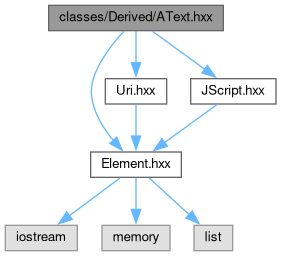 classes/Derived/AText.hxx
Uri.hxx
JScript.hxx
Element.hxx
iostream
memory
list